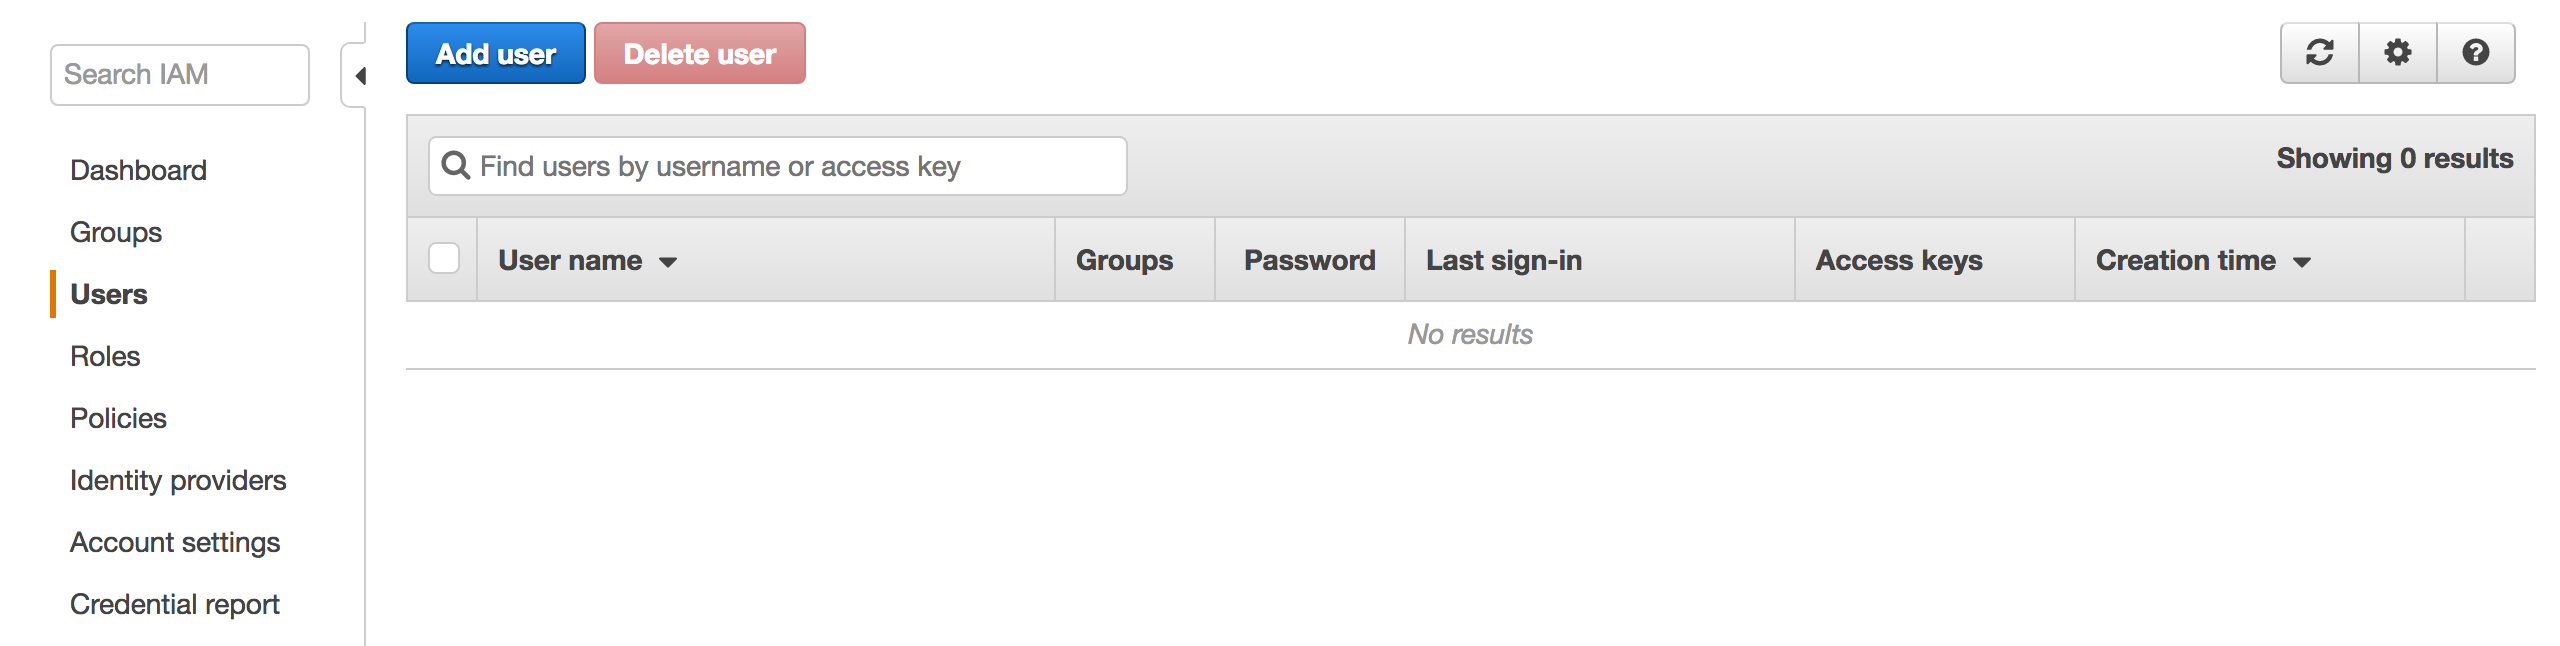 Search IAM
Dashboard
Groups
Users
Roles
Policies
Identity providers
Account settings
Credential report
Add user
Delete user
Find users by username or access key
Showing 0 results
User name
Groups
Password
Last sign-in
Access keys
Creation time
No results